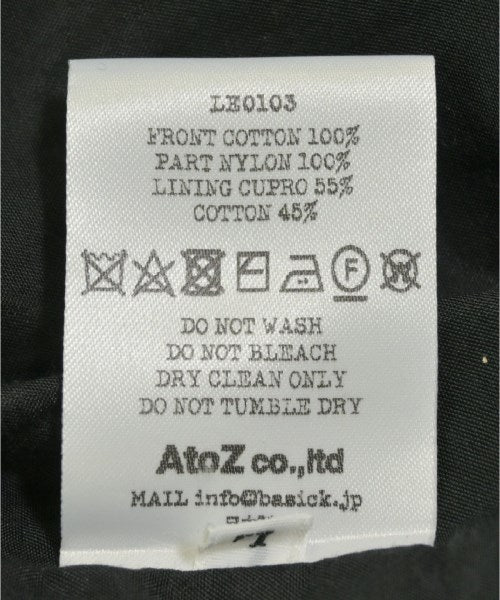 LE0103
FRONT COTTON 100%
PART NYLON 100%
LINING CUPRO 55%
COTTON 45%
F W
DO NOT WASH
DO NOT BLEACH
DRY CLEAN ONLY
DO NOT TUMBLE DRY
AtoZ co.,ltd
MAIL info@basick.jp